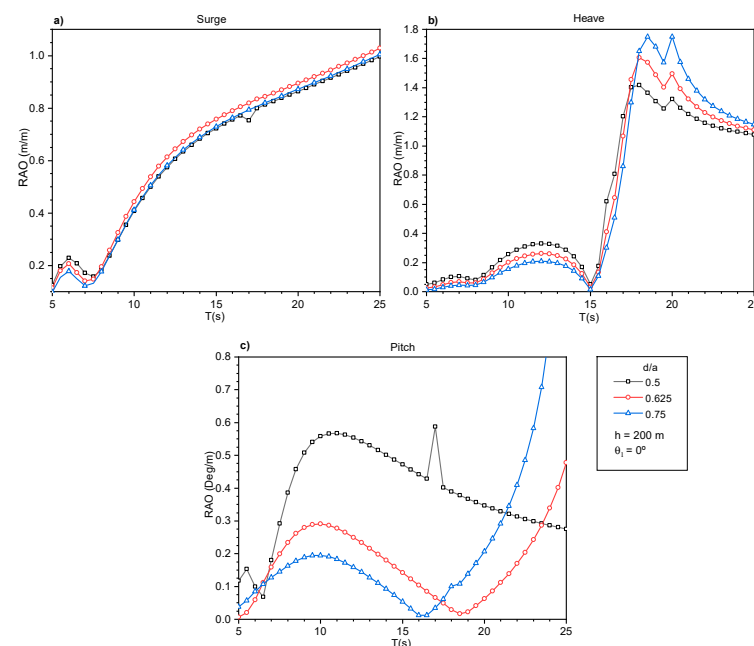 a)
Surge
RAO (m/m)
1.0
0.8
0.6
0.4
0.2
5
10
15
20
25
T(s)
b)
Heave
RAO (m/m)
1.8
1.6
1.4
1.2
1.0
0.8
0.6
0.4
0.2
0.0
5
10
15
20
25
T(s)
c)
Pitch
RAO (Deg/m)
0.8
0.7
0.6
0.5
0.4
0.3
0.2
0.1
0.0
5
10
15
20
25
T(s)
d/a
0.5
0.625
0.75
h = 200 m
θi = 0º